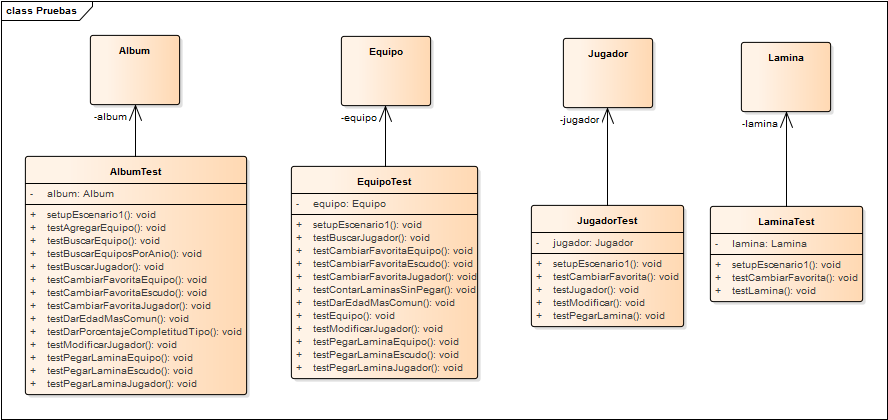 class Pruebas
Album
-album
AlbumTest
- album: Album
+ setupEscenario1(): void
+ testAgregarEquipo(): void
+ testBuscarEquipo(): void
+ testBuscarEquiposPorAnio(): void
+ testBuscarJugador(): void
+ testCambiarFavoritaEquipo(): void
+ testCambiarFavoritaEscudo(): void
+ testCambiarFavoritaJugador(): void
+ testDarEdadMasComun(): void
+ testDarPorcentajeCompletitudTipo(): void
+ testModificarJugador(): void
+ testPegarLaminaEquipo(): void
+ testPegarLaminaEscudo(): void
+ testPegarLaminaJugador(): void
Equipo
-equipo
EquipoTest
- equipo: Equipo
+ setupEscenario1(): void
+ testBuscarJugador(): void
+ testCambiarFavoritaEquipo(): void
+ testCambiarFavoritaEscudo(): void
+ testCambiarFavoritaJugador(): void
+ testContarLaminasSinPegar(): void
+ testDarEdadMasComun(): void
+ testEquipo(): void
+ testModificarJugador(): void
+ testPegarLaminaEquipo(): void
+ testPegarLaminaEscudo(): void
+ testPegarLaminaJugador(): void
Jugador
-jugador
JugadorTest
- jugador: Jugador
+ setupEscenario1(): void
+ testCambiarFavorita(): void
+ testJugador(): void
+ testModificar(): void
+ testPegarLamina(): void
Lamina
-lamina
LaminaTest
- lamina: Lamina
+ setupEscenario1(): void
+ testCambiarFavorita(): void
+ testLamina(): void